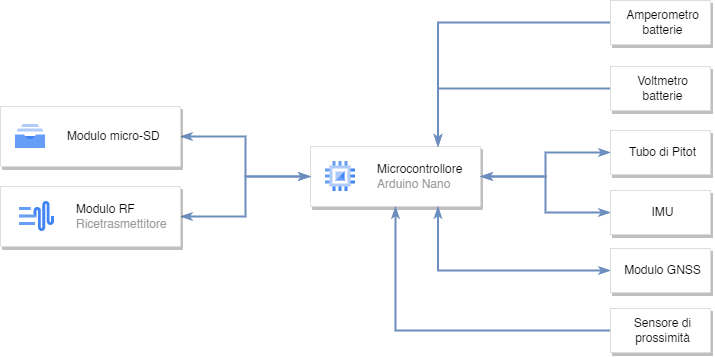 Amperometro
batterie
Voltmetro
batterie
Modulo micro-SD
Modulo RF
Ricetrasmettitore
Microcontrollore
Arduino Nano
Tubo di Pitot
IMU
Modulo GNSS
Sensore di
prossimità